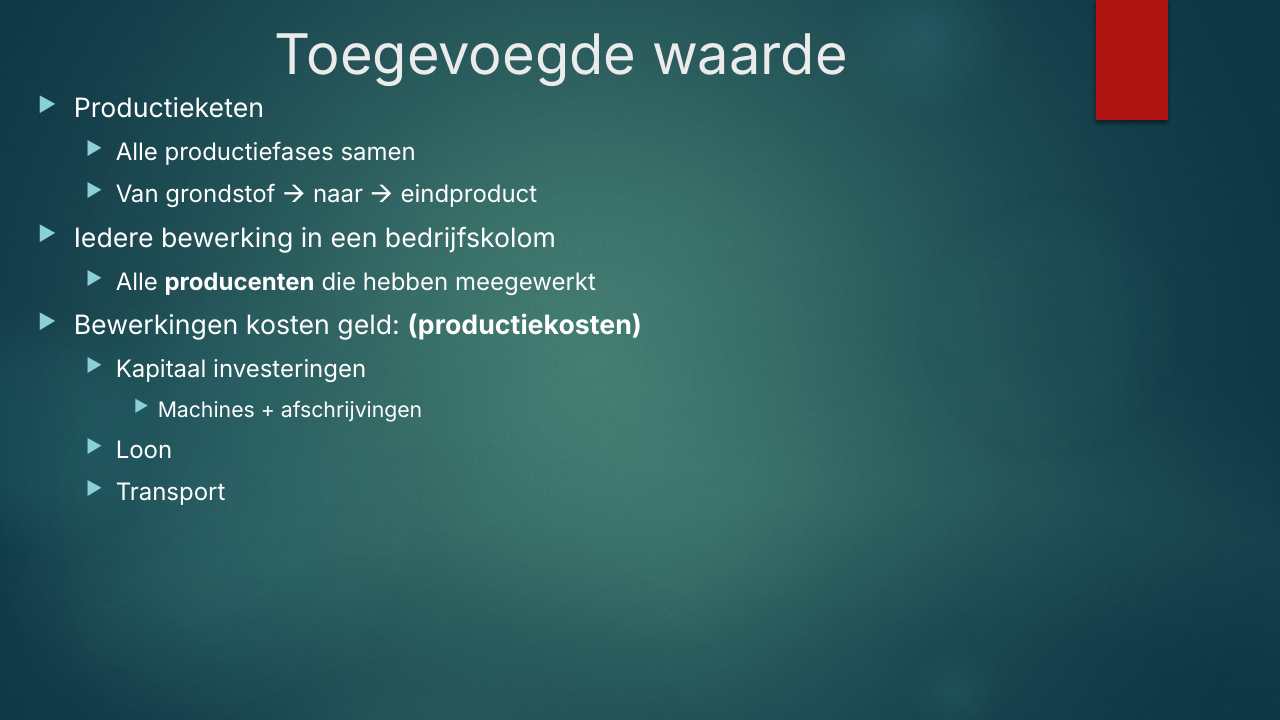 Toegevoegde waarde
Productieketen
Alle productiefases samen
Van grondstof → naar → eindproduct
Iedere bewerking in een bedrijfskolom
Alle producenten die hebben meegewerkt
Bewerkingen kosten geld: (productiekosten)
Kapitaal investeringen
Machines + afschrijvingen
Loon
Transport